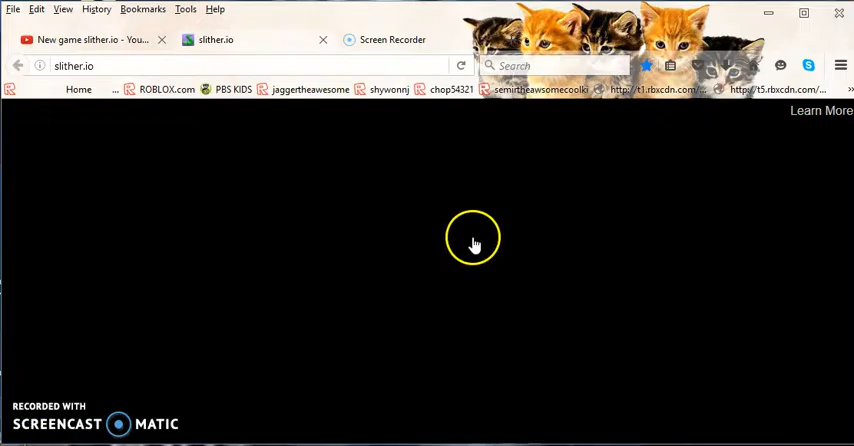 File Edit View History Bookmarks Tools Help
New game slither.io - You... slither.io Screen Recorder
slither.io Search
Home ... ROBLOX.com PBS KIDS jaggertheawesome shywonnj chop54321 semirtheawsomecoolki http://t1.rbxcdn.com/... http://t5.rbxcdn.com/... »
Learn More
RECORDED WITH
SCREENCAST MATIC